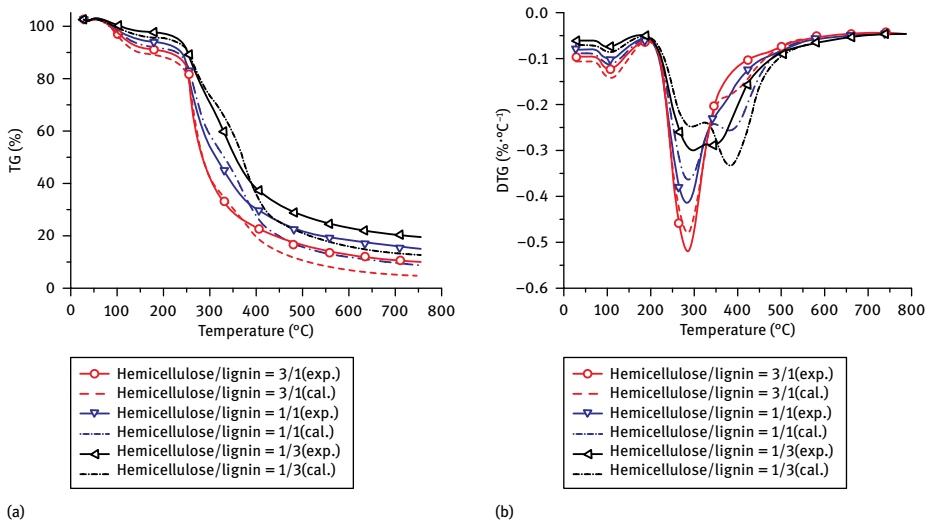 100
80
60
40
20
0
TG (%)
0 100 200 300 400 500 600 700 800
Temperature (°C)
Hemicellulose/lignin = 3/1(exp.)
Hemicellulose/lignin = 3/1(cal.)
Hemicellulose/lignin = 1/1(exp.)
Hemicellulose/lignin = 1/1(cal.)
Hemicellulose/lignin = 1/3(exp.)
Hemicellulose/lignin = 1/3(cal.)
(a)
−0.0
−0.1
−0.2
−0.3
−0.4
−0.5
−0.6
DTG (%·°C⁻¹)
0 100 200 300 400 500 600 700 800
Temperature (°C)
Hemicellulose/lignin = 3/1(exp.)
Hemicellulose/lignin = 3/1(cal.)
Hemicellulose/lignin = 1/1(exp.)
Hemicellulose/lignin = 1/1(cal.)
Hemicellulose/lignin = 1/3(exp.)
Hemicellulose/lignin = 1/3(cal.)
(b)